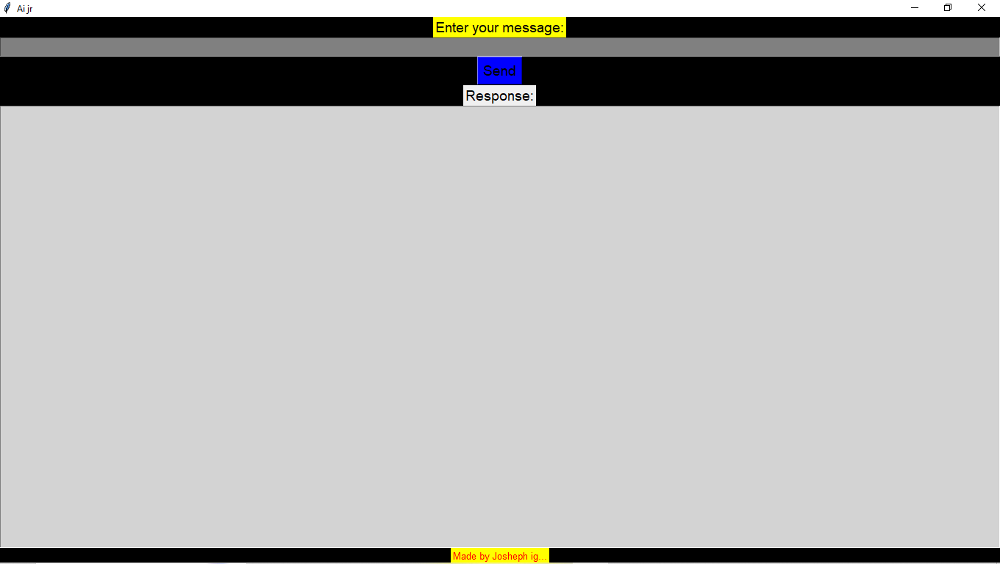 Ai jr
Enter your message:
Send
Response:
Made by Josheph ig...